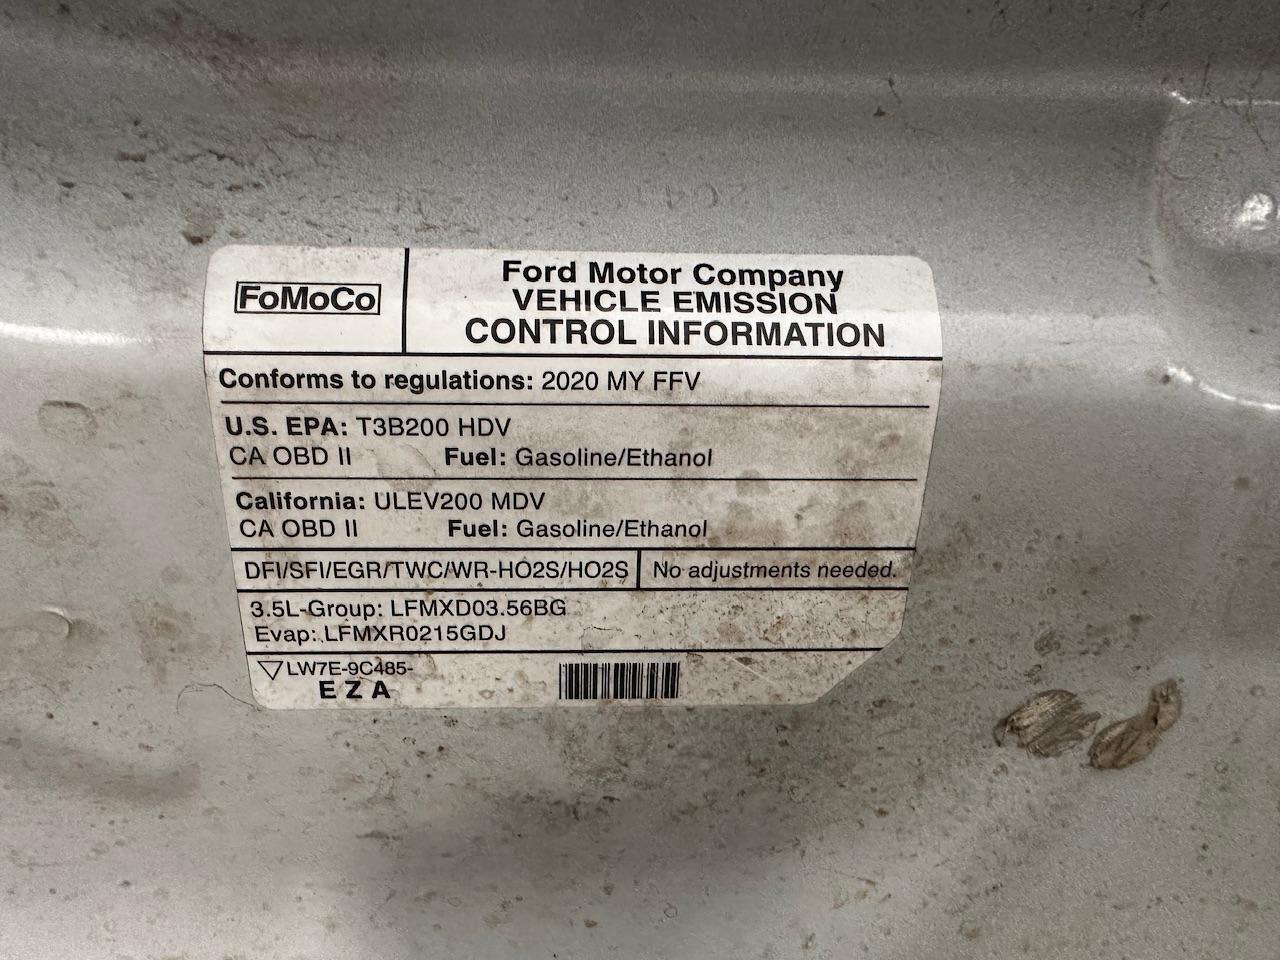 FoMoCo
Ford Motor Company
VEHICLE EMISSION
CONTROL INFORMATION
Conforms to regulations: 2020 MY FFV
U.S. EPA: T3B200 HDV
CA OBD II Fuel: Gasoline/Ethanol
California: ULEV200 MDV
CA OBD II Fuel: Gasoline/Ethanol
DFI/SFI/EGR/TWC/WR-HO2S/HO2S No adjustments needed.
3.5L-Group: LFMXD03.56BG
Evap: LFMXR0215GDJ
LW7E-9C485-
E Z A